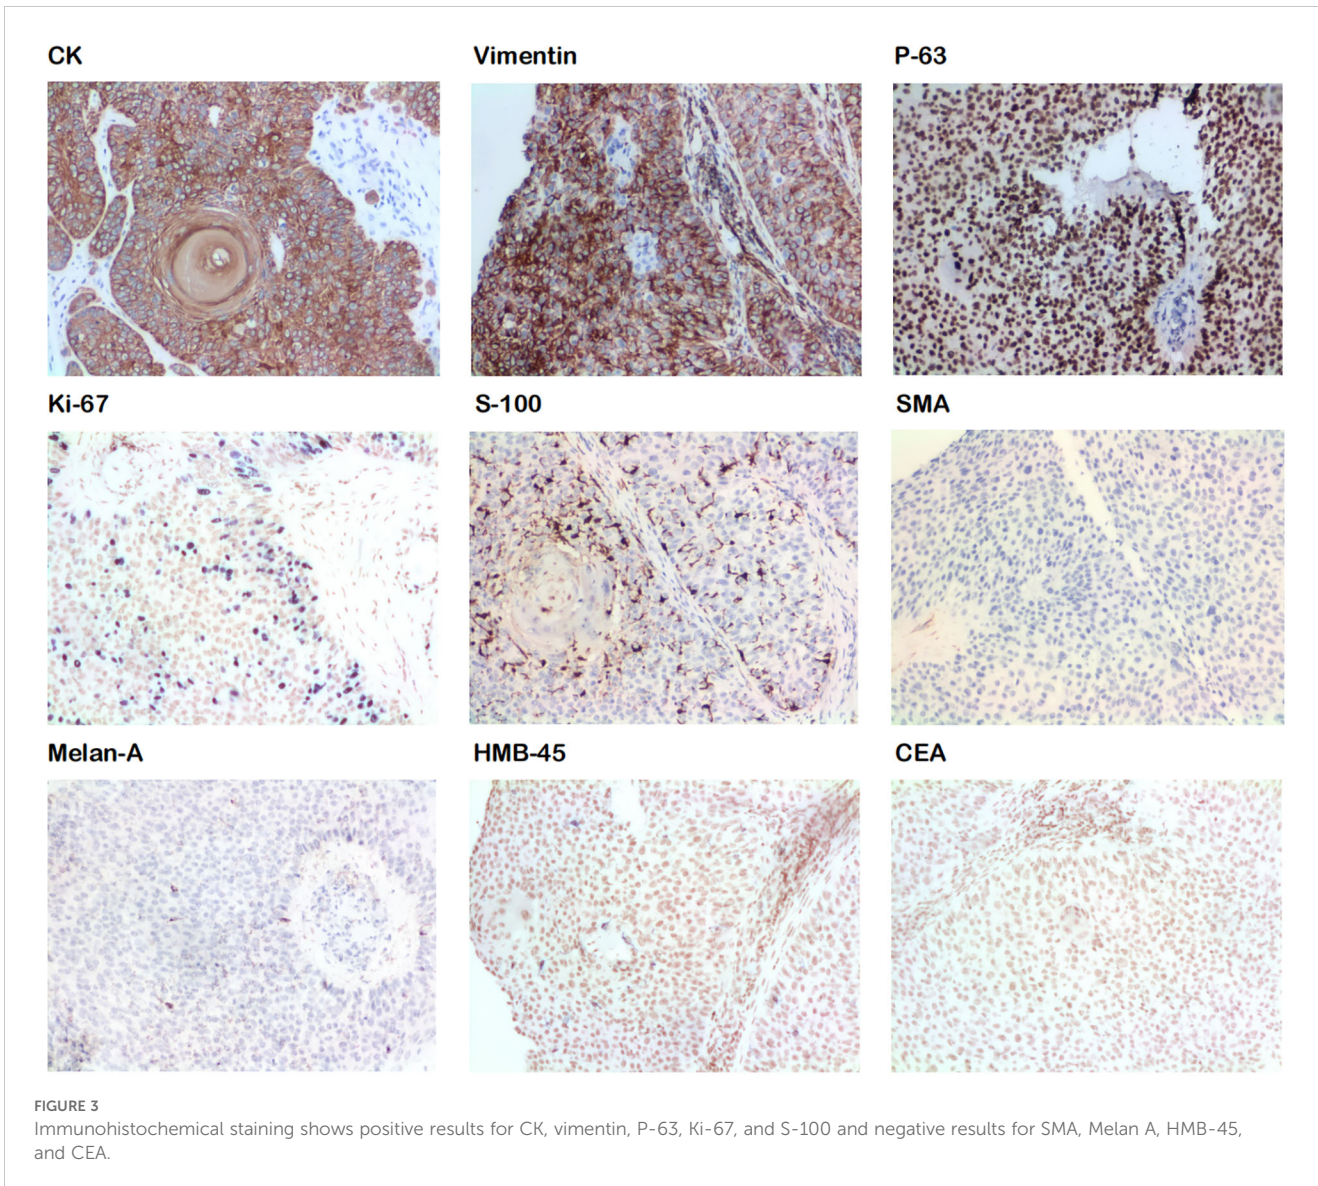 CK
Vimentin
P-63
Ki-67
S-100
SMA
Melan-A
HMB-45
CEA
FIGURE 3
Immunohistochemical staining shows positive results for CK, vimentin, P-63, Ki-67, and S-100 and negative results for SMA, Melan A, HMB-45,
and CEA.